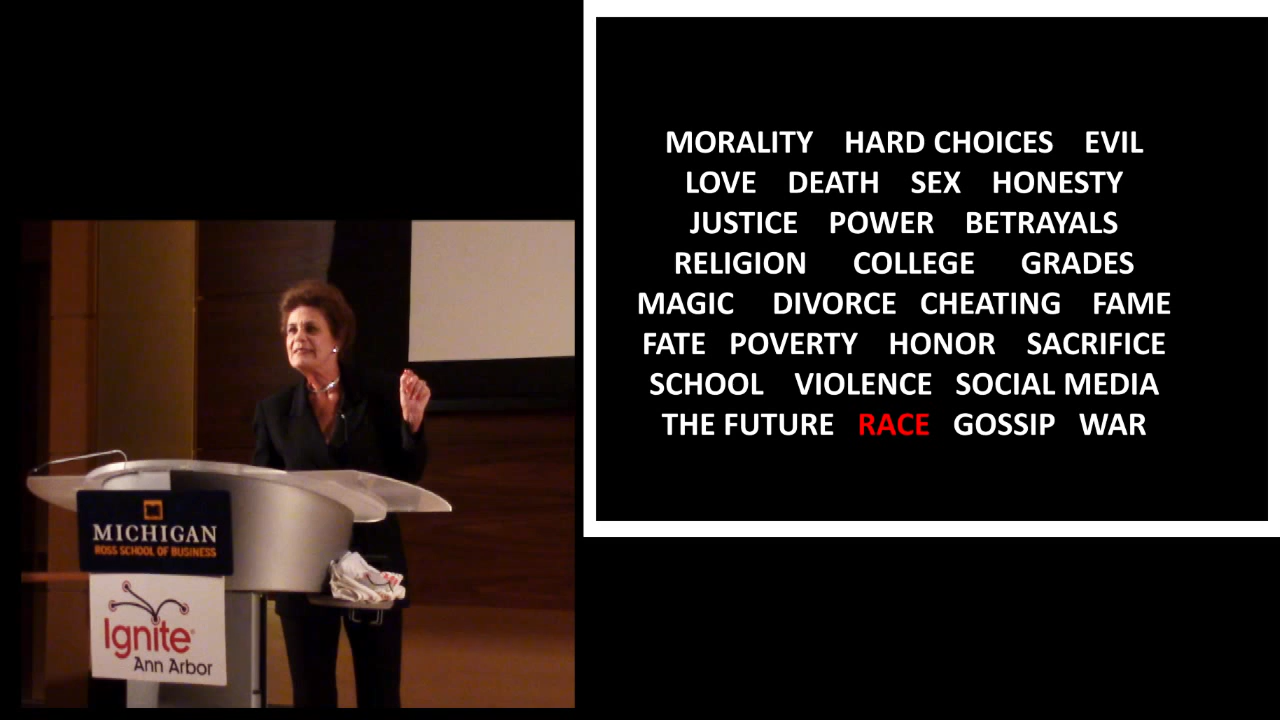 MORALITY HARD CHOICES EVIL
LOVE DEATH SEX HONESTY
JUSTICE POWER BETRAYALS
RELIGION COLLEGE GRADES
MAGIC DIVORCE CHEATING FAME
FATE POVERTY HONOR SACRIFICE
SCHOOL VIOLENCE SOCIAL MEDIA
THE FUTURE RACE GOSSIP WAR
MICHIGAN
ROSS SCHOOL OF BUSINESS
Ignite
Ann Arbor